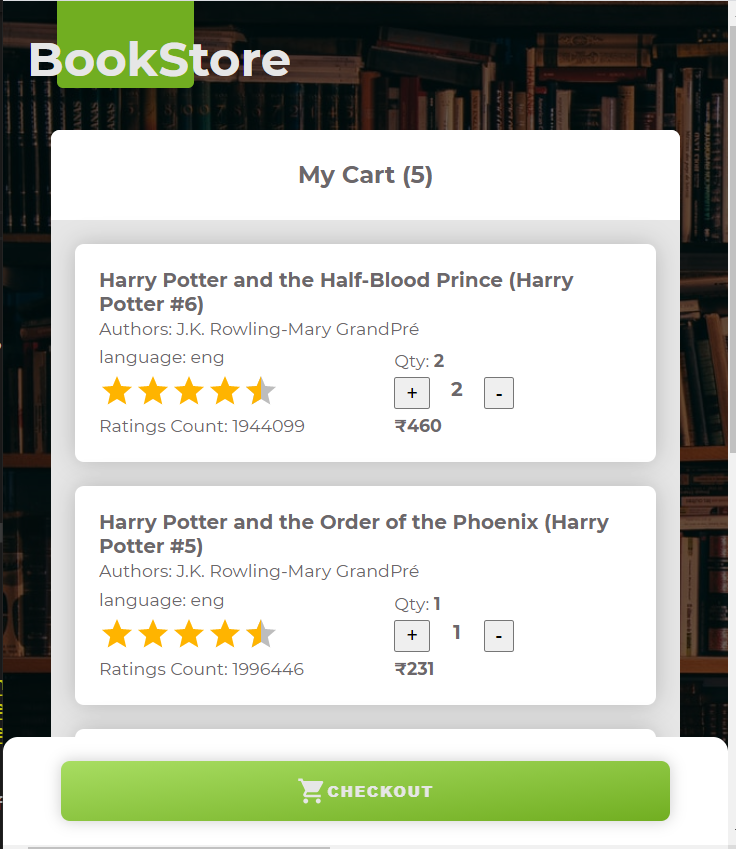 BookStore
My Cart (5)
Harry Potter and the Half-Blood Prince (Harry
Potter #6)
Authors: J.K. Rowling-Mary GrandPré
language: eng
Qty: 2
+ 2 -
Ratings Count: 1944099
₹460
Harry Potter and the Order of the Phoenix (Harry
Potter #5)
Authors: J.K. Rowling-Mary GrandPré
language: eng
Qty: 1
+ 1 -
Ratings Count: 1996446
₹231
CHECKOUT